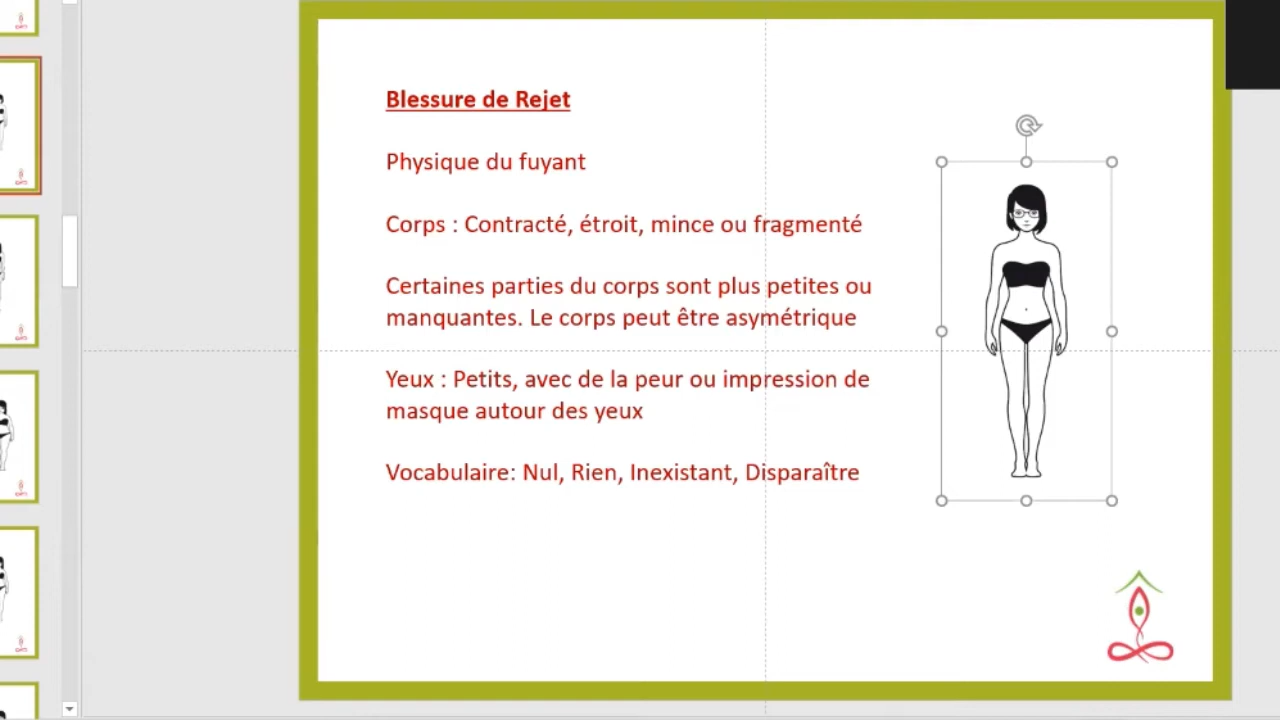 Blessure de Rejet
Physique du fuyant
Corps : Contracté, étroit, mince ou fragmenté
Certaines parties du corps sont plus petites ou
manquantes. Le corps peut être asymétrique
Yeux : Petits, avec de la peur ou impression de
masque autour des yeux
Vocabulaire: Nul, Rien, Inexistant, Disparaître